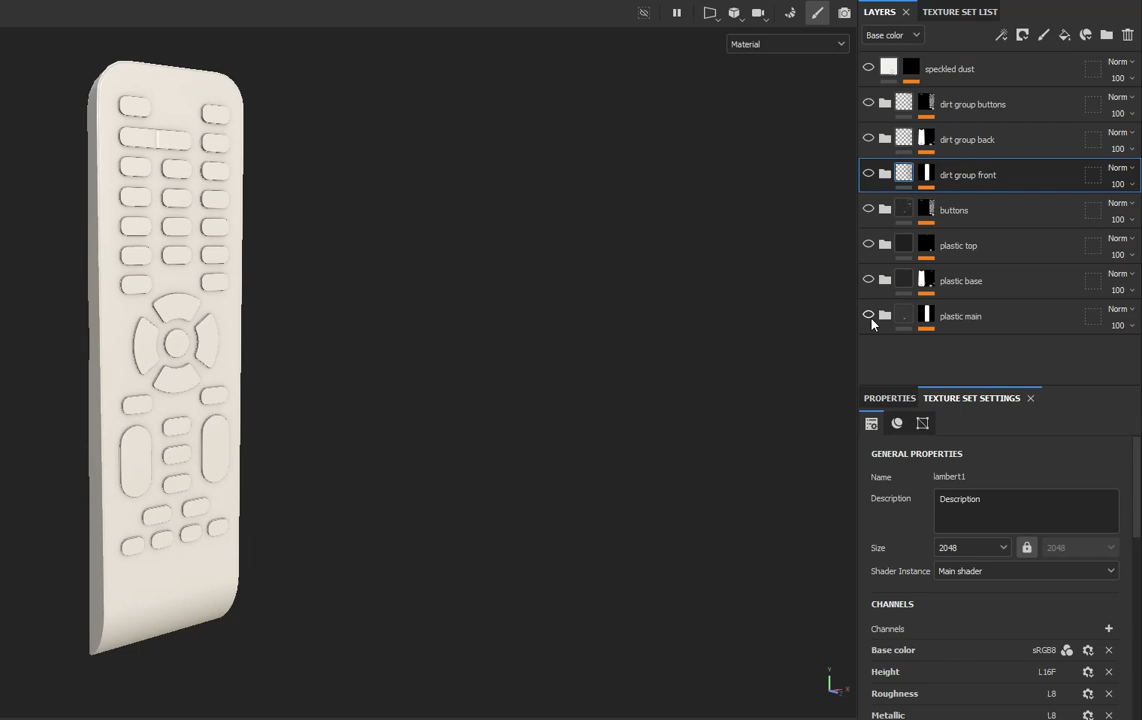 LAYERS TEXTURE SET LIST
Base color
Material
speckled dust Norm 100
dirt group buttons Norm 100
dirt group back Norm 100
dirt group front Norm 100
buttons Norm 100
plastic top Norm 100
plastic base Norm 100
plastic main Norm 100
PROPERTIES TEXTURE SET SETTINGS
GENERAL PROPERTIES
Name lambert1
Description Description
Size 2048 2048
Shader Instance Main shader
CHANNELS
Channels
Base color sRGB8
Height L16F
Roughness L8
Metallic L8
Y
X